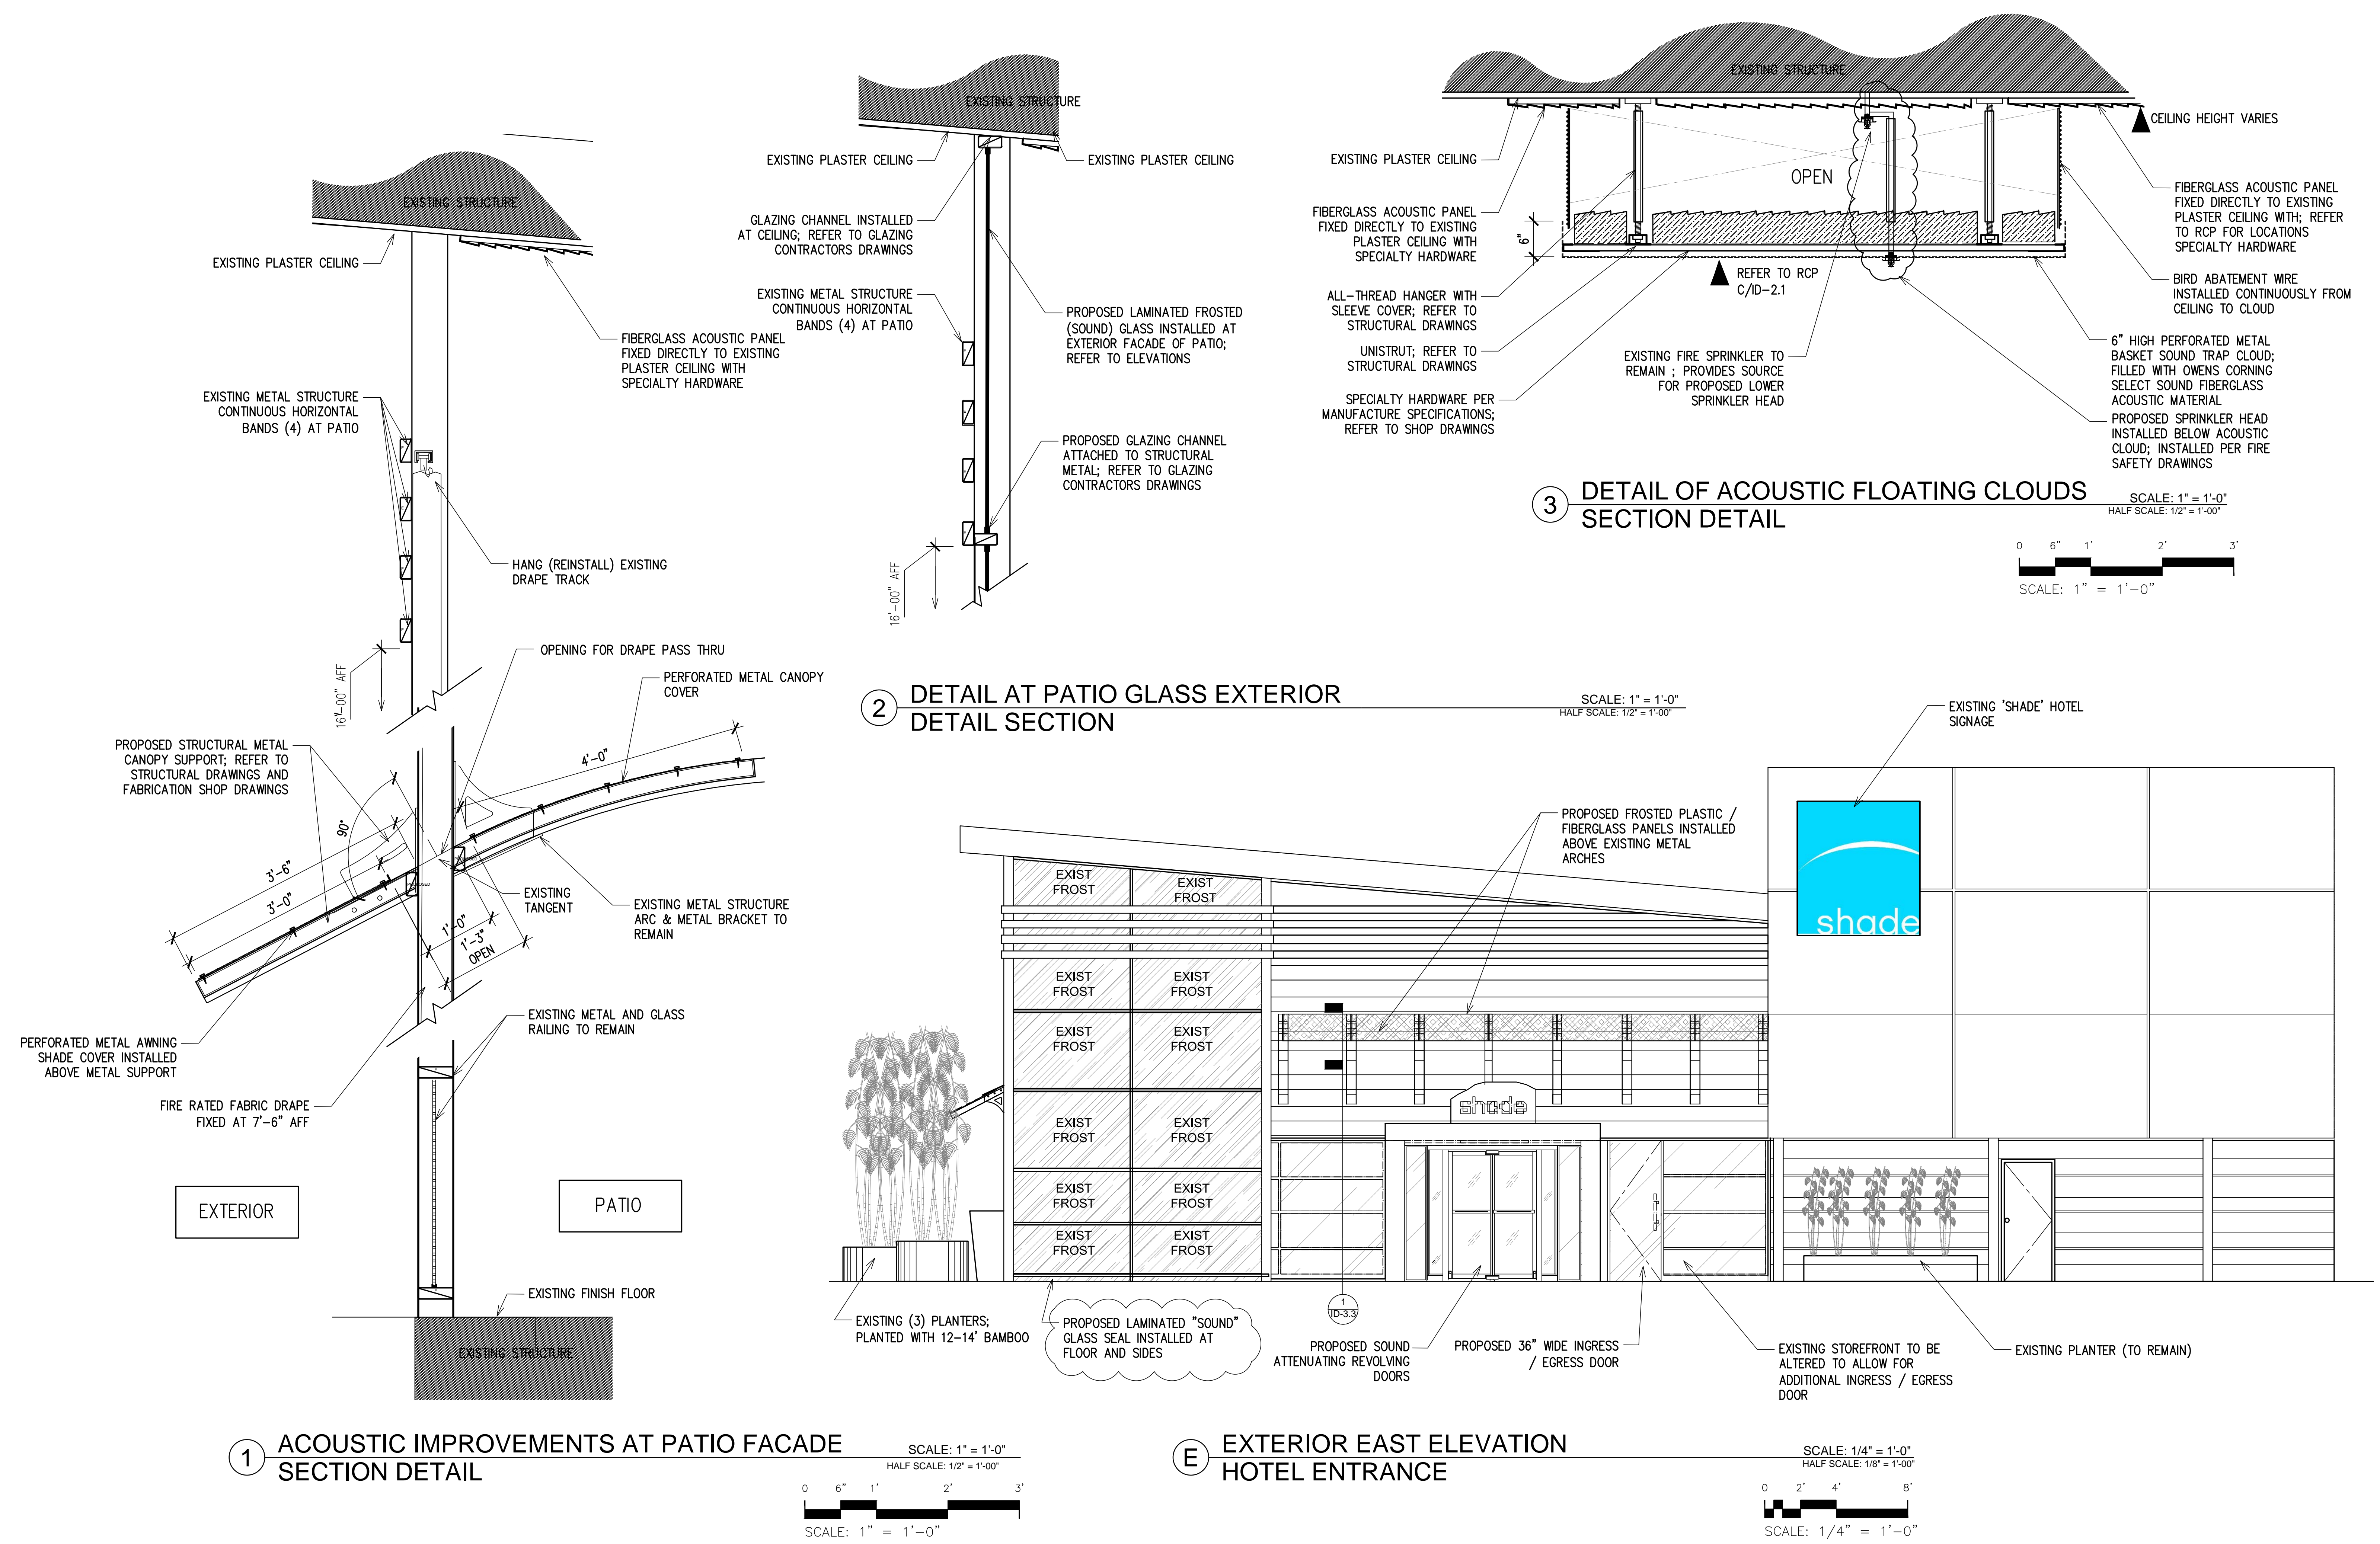 EXISTING STRUCTURE
EXISTING PLASTER CEILING
FIBERGLASS ACOUSTIC PANEL
FIXED DIRECTLY TO EXISTING
PLASTER CEILING WITH
SPECIALTY HARDWARE
EXISTING METAL STRUCTURE
CONTINUOUS HORIZONTAL
BANDS (4) AT PATIO
HANG (REINSTALL) EXISTING
DRAPE TRACK
OPENING FOR DRAPE PASS THRU
PERFORATED METAL CANOPY
COVER
PROPOSED STRUCTURAL METAL
CANOPY SUPPORT; REFER TO
STRUCTURAL DRAWINGS AND
FABRICATION SHOP DRAWINGS
4'-0"
90°
3'-6"
3'-0"
1'-0"
1'-3"
OPEN
EXISTING
TANGENT
EXISTING METAL STRUCTURE
ARC & METAL BRACKET TO
REMAIN
EXISTING METAL AND GLASS
RAILING TO REMAIN
PERFORATED METAL AWNING
SHADE COVER INSTALLED
ABOVE METAL SUPPORT
FIRE RATED FABRIC DRAPE
FIXED AT 7'-6" AFF
EXTERIOR
PATIO
EXISTING FINISH FLOOR
EXISTING STRUCTURE
1
ACOUSTIC IMPROVEMENTS AT PATIO FACADE
SECTION DETAIL
SCALE: 1" = 1'-0"
HALF SCALE: 1/2" = 1'-00"
0 6" 1' 2' 3'
SCALE: 1" = 1'-0"
EXISTING STRUCTURE
EXISTING PLASTER CEILING
EXISTING PLASTER CEILING
GLAZING CHANNEL INSTALLED
AT CEILING; REFER TO GLAZING
CONTRACTORS DRAWINGS
EXISTING METAL STRUCTURE
CONTINUOUS HORIZONTAL
BANDS (4) AT PATIO
PROPOSED LAMINATED FROSTED
(SOUND) GLASS INSTALLED AT
EXTERIOR FACADE OF PATIO;
REFER TO ELEVATIONS
PROPOSED GLAZING CHANNEL
ATTACHED TO STRUCTURAL
METAL; REFER TO GLAZING
CONTRACTORS DRAWINGS
16'-00" AFF
2
DETAIL AT PATIO GLASS EXTERIOR
DETAIL SECTION
SCALE: 1" = 1'-0"
HALF SCALE: 1/2" = 1'-00"
EXISTING STRUCTURE
CEILING HEIGHT VARIES
EXISTING PLASTER CEILING
OPEN
FIBERGLASS ACOUSTIC PANEL
FIXED DIRECTLY TO EXISTING
PLASTER CEILING WITH
SPECIALTY HARDWARE
6"
ALL-THREAD HANGER WITH
SLEEVE COVER; REFER TO
STRUCTURAL DRAWINGS
UNISTRUT; REFER TO
STRUCTURAL DRAWINGS
SPECIALTY HARDWARE PER
MANUFACTURE SPECIFICATIONS;
REFER TO SHOP DRAWINGS
REFER TO RCP
C/ID-2.1
EXISTING FIRE SPRINKLER TO
REMAIN ; PROVIDES SOURCE
FOR PROPOSED LOWER
SPRINKLER HEAD
FIBERGLASS ACOUSTIC PANEL
FIXED DIRECTLY TO EXISTING
PLASTER CEILING WITH; REFER
TO RCP FOR LOCATIONS
SPECIALTY HARDWARE
BIRD ABATEMENT WIRE
INSTALLED CONTINUOUSLY FROM
CEILING TO CLOUD
6" HIGH PERFORATED METAL
BASKET SOUND TRAP CLOUD;
FILLED WITH OWENS CORNING
SELECT SOUND FIBERGLASS
ACOUSTIC MATERIAL
PROPOSED SPRINKLER HEAD
INSTALLED BELOW ACOUSTIC
CLOUD; INSTALLED PER FIRE
SAFETY DRAWINGS
3
DETAIL OF ACOUSTIC FLOATING CLOUDS
SECTION DETAIL
SCALE: 1" = 1'-0"
HALF SCALE: 1/2" = 1'-00"
0 6" 1' 2' 3'
SCALE: 1" = 1'-0"
EXISTING 'SHADE' HOTEL
SIGNAGE
PROPOSED FROSTED PLASTIC /
FIBERGLASS PANELS INSTALLED
ABOVE EXISTING METAL
ARCHES
shade
EXIST
FROST
EXIST
FROST
EXIST
FROST
EXIST
FROST
EXIST
FROST
EXIST
FROST
EXIST
FROST
EXIST
FROST
EXIST
FROST
EXIST
FROST
EXIST
FROST
EXIST
FROST
shade
1
ID-3.3
EXISTING (3) PLANTERS;
PLANTED WITH 12-14' BAMBOO
PROPOSED LAMINATED "SOUND"
GLASS SEAL INSTALLED AT
FLOOR AND SIDES
PROPOSED SOUND
ATTENUATING REVOLVING
DOORS
PROPOSED 36" WIDE INGRESS
/ EGRESS DOOR
EXISTING STOREFRONT TO BE
ALTERED TO ALLOW FOR
ADDITIONAL INGRESS / EGRESS
DOOR
EXISTING PLANTER (TO REMAIN)
E
EXTERIOR EAST ELEVATION
HOTEL ENTRANCE
SCALE: 1/4" = 1'-0"
HALF SCALE: 1/8" = 1'-00"
0 2' 4' 8'
SCALE: 1/4" = 1'-0"